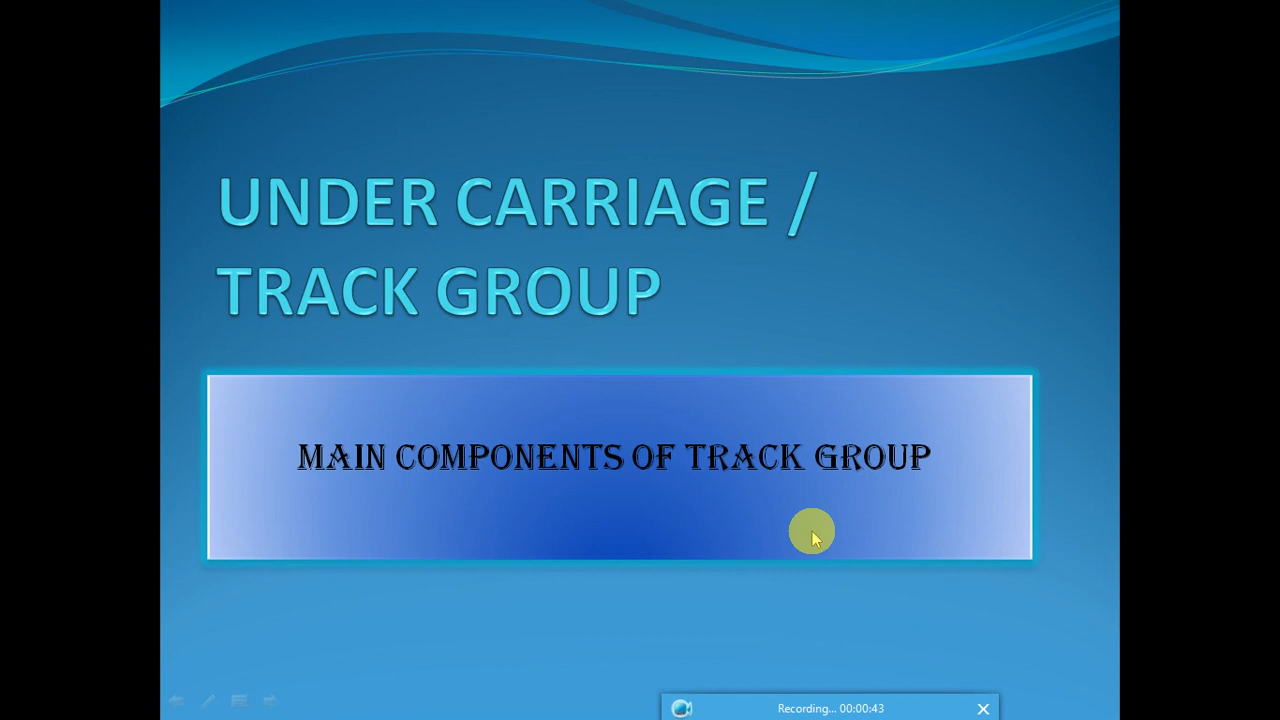 UNDER CARRIAGE /
TRACK GROUP
MAIN COMPONENTS OF TRACK GROUP
Recording... 00:00:43